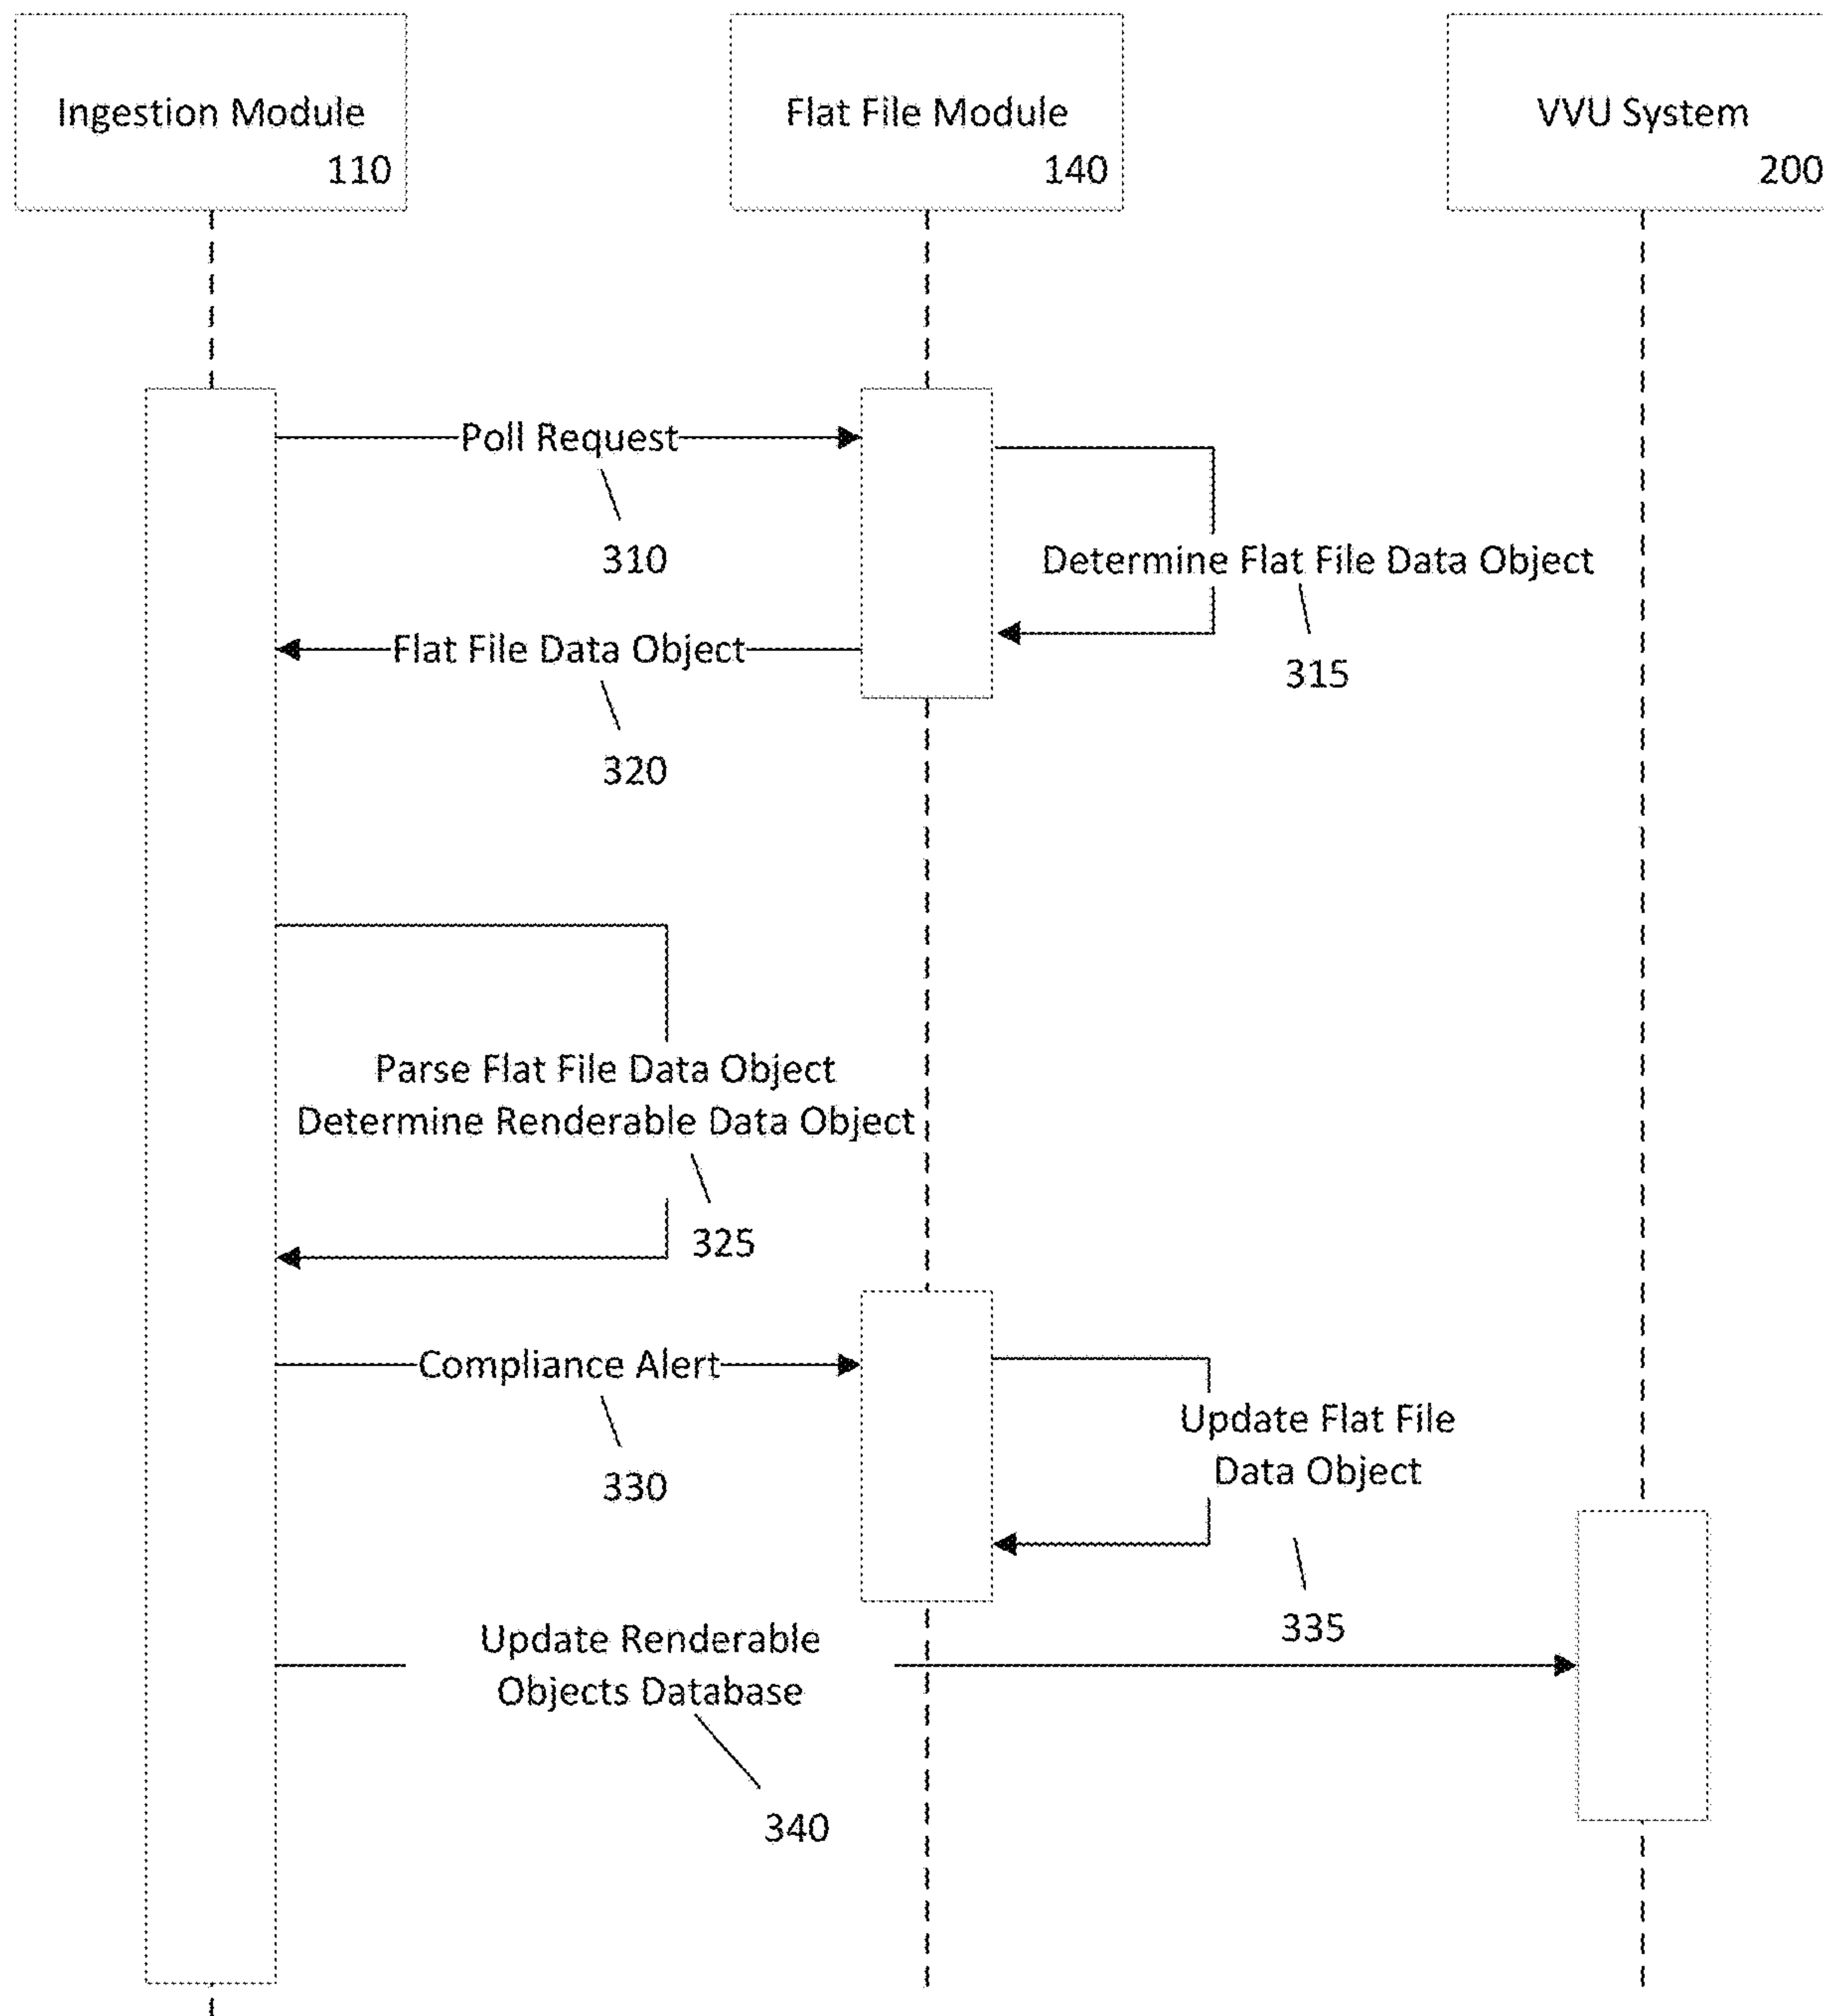 Ingestion Module
110
Flat File Module
140
VVU System
200
Poll Request
310
Determine Flat File Data Object
315
Flat File Data Object
320
Parse Flat File Data Object
Determine Renderable Data Object
325
Compliance Alert
330
Update Flat File
Data Object
335
Update Renderable
Objects Database
340